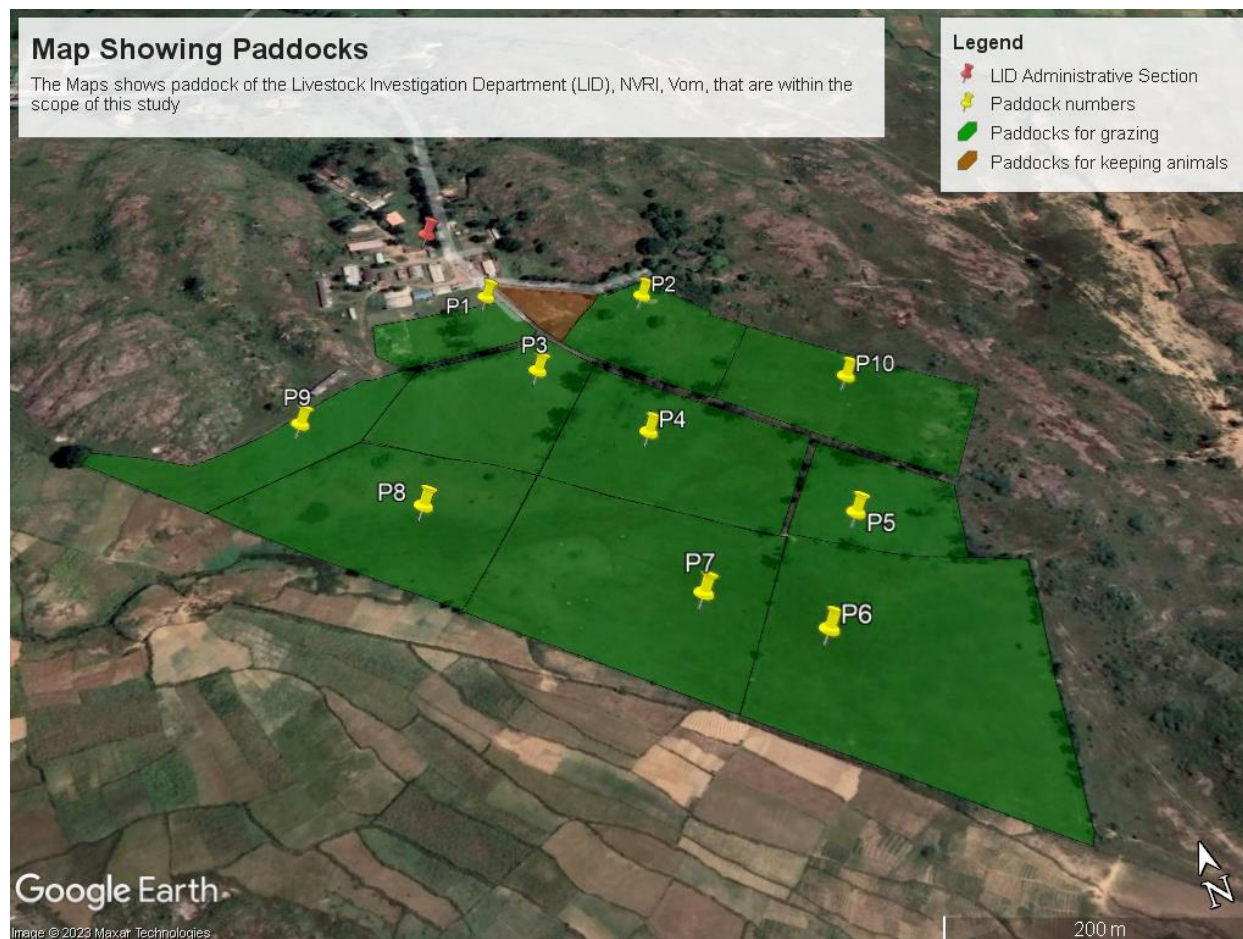 Map Showing Paddocks
The Maps shows paddock of the Livestock Investigation Department (LID), NVRI, Vom, that are within the
scope of this study
Legend
LID Administrative Section
Paddock numbers
Paddocks for grazing
Paddocks for keeping animals
P1
P2
P3
P10
P9
P4
P8
P5
P7
P6
Google Earth
N
Image © 2023 Maxar Technologies
200 m